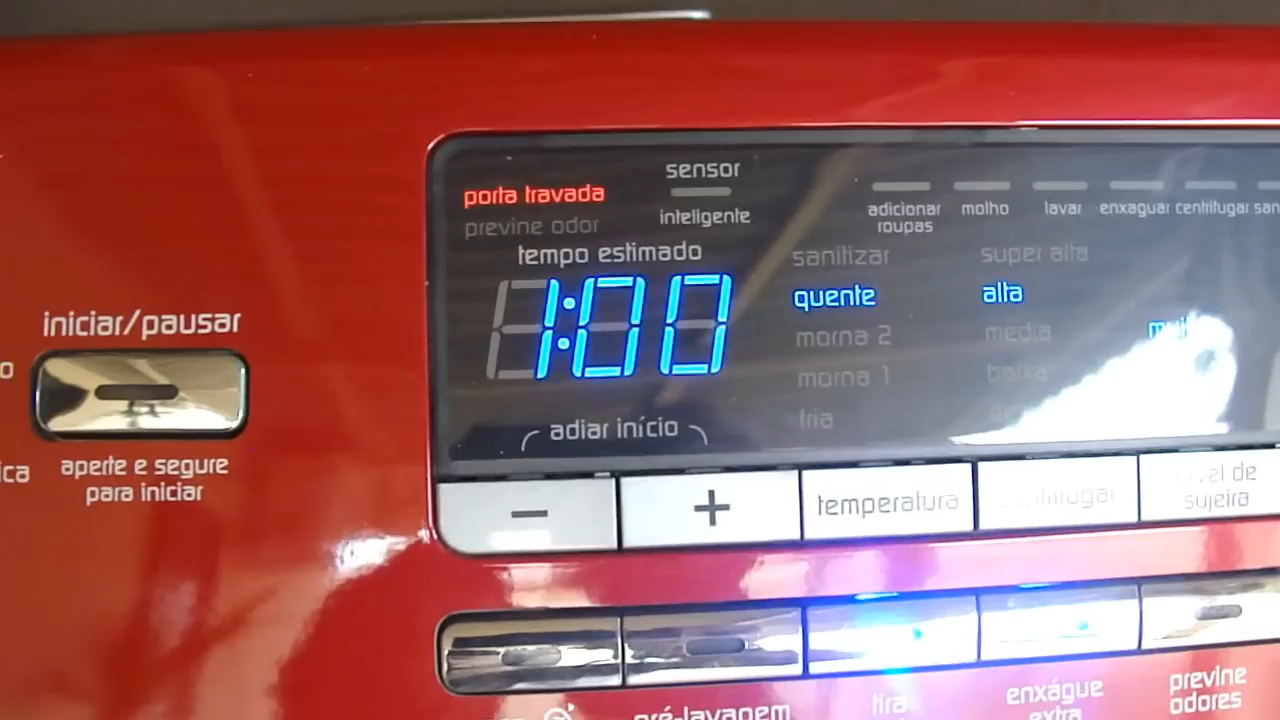 iniciar/pausar
aperte e segure
para iniciar
o
ica
porta travada
previne odor
sensor
inteligente
tempo estimado
1:00
adiar início
adicionar
roupas
molho
lavar
enxaguar
centrifugar
san
sanitizar
quente
morna 2
morna 1
fria
super alta
alta
media
baixa
-
+
temperatura
centrifugar
nível de
sujeira
pré-lavagem
tira
enxágue
extra
previne
odores